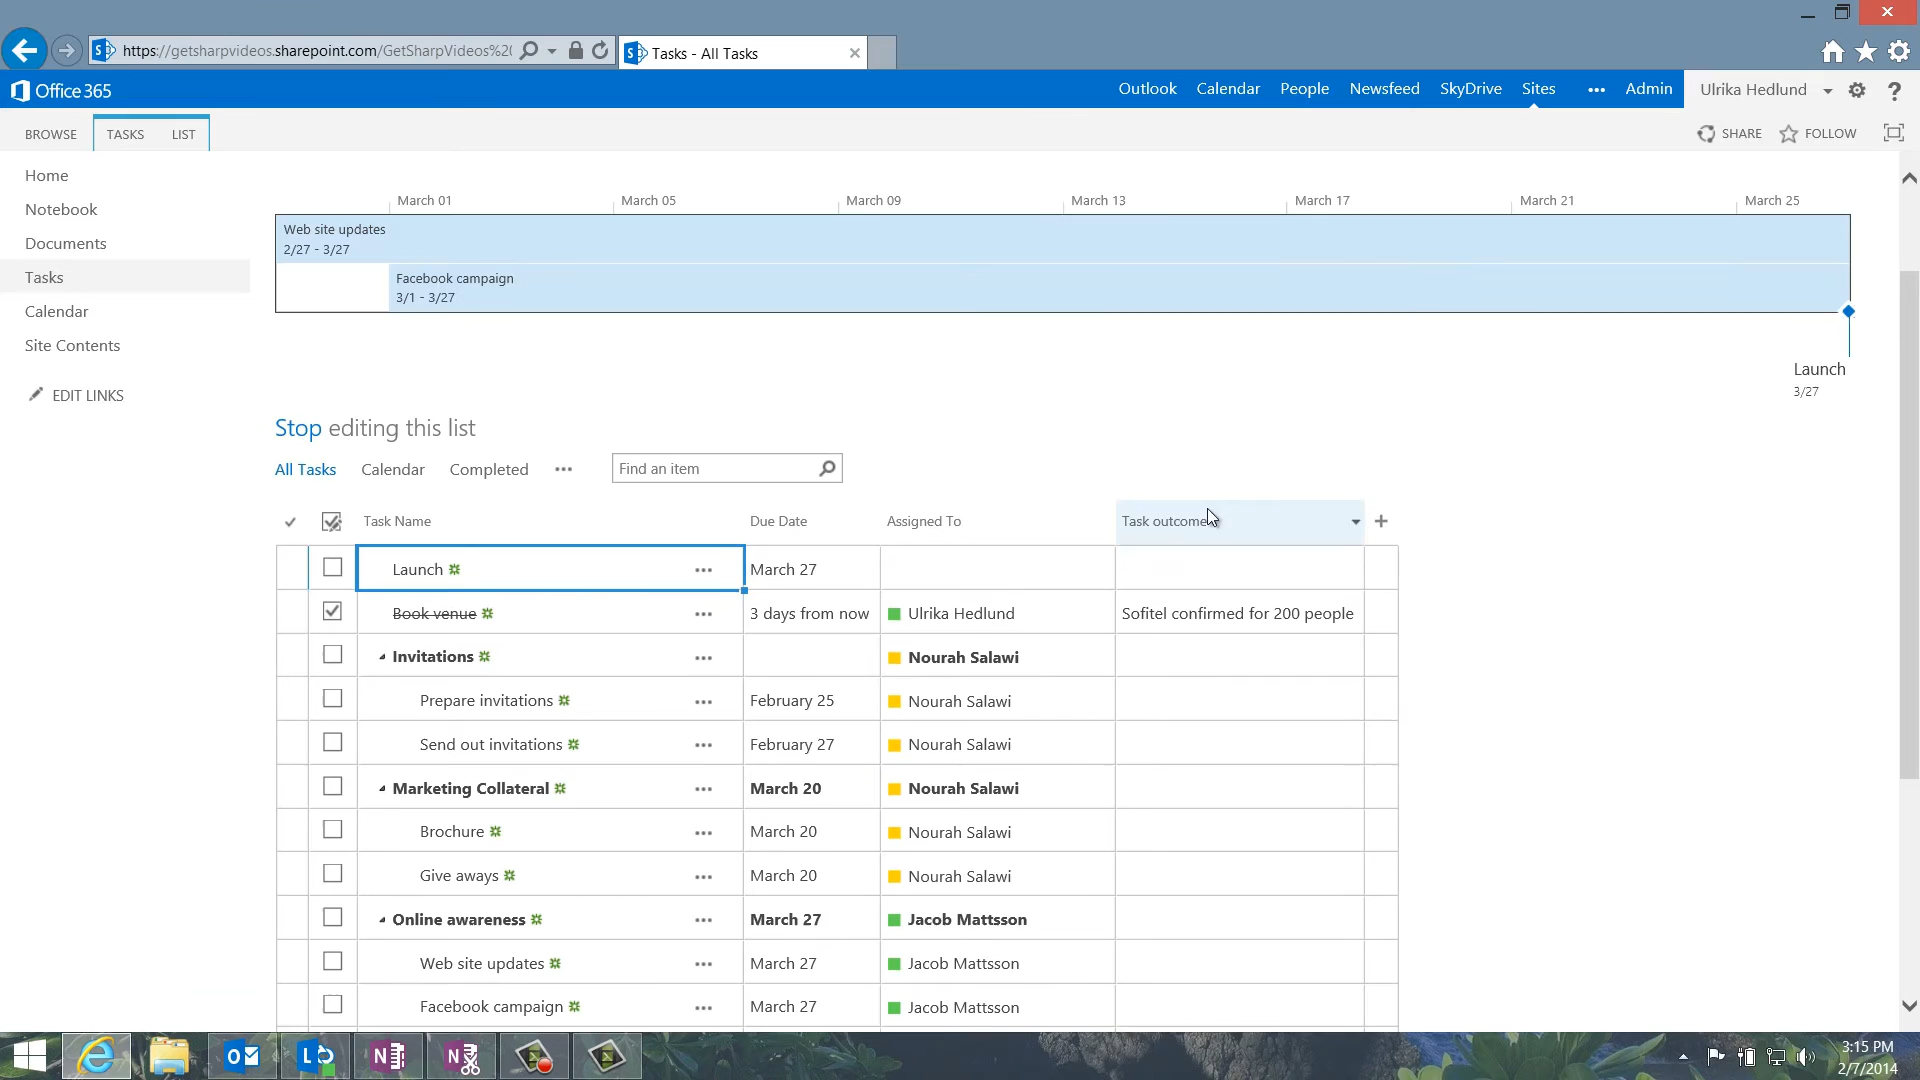 https://getsharpvideos.sharepoint.com/GetSharpVideos%20
Tasks - All Tasks
Office 365
Outlook Calendar People Newsfeed SkyDrive Sites ••• Admin Ulrika Hedlund ?
BROWSE TASKS LIST SHARE FOLLOW
Home
Notebook
Documents
Tasks
Calendar
Site Contents
EDIT LINKS
March 01 March 05 March 09 March 13 March 17 March 21 March 25
Web site updates
2/27 - 3/27
Facebook campaign
3/1 - 3/27
Launch
3/27
Stop editing this list
All Tasks Calendar Completed ••• Find an item
Task Name Due Date Assigned To Task outcome
Launch ••• March 27
Book venue ••• 3 days from now Ulrika Hedlund Sofitel confirmed for 200 people
Invitations ••• Nourah Salawi
Prepare invitations ••• February 25 Nourah Salawi
Send out invitations ••• February 27 Nourah Salawi
Marketing Collateral ••• March 20 Nourah Salawi
Brochure ••• March 20 Nourah Salawi
Give aways ••• March 20 Nourah Salawi
Online awareness ••• March 27 Jacob Mattsson
Web site updates ••• March 27 Jacob Mattsson
Facebook campaign ••• March 27 Jacob Mattsson
3:15 PM
2/7/2014